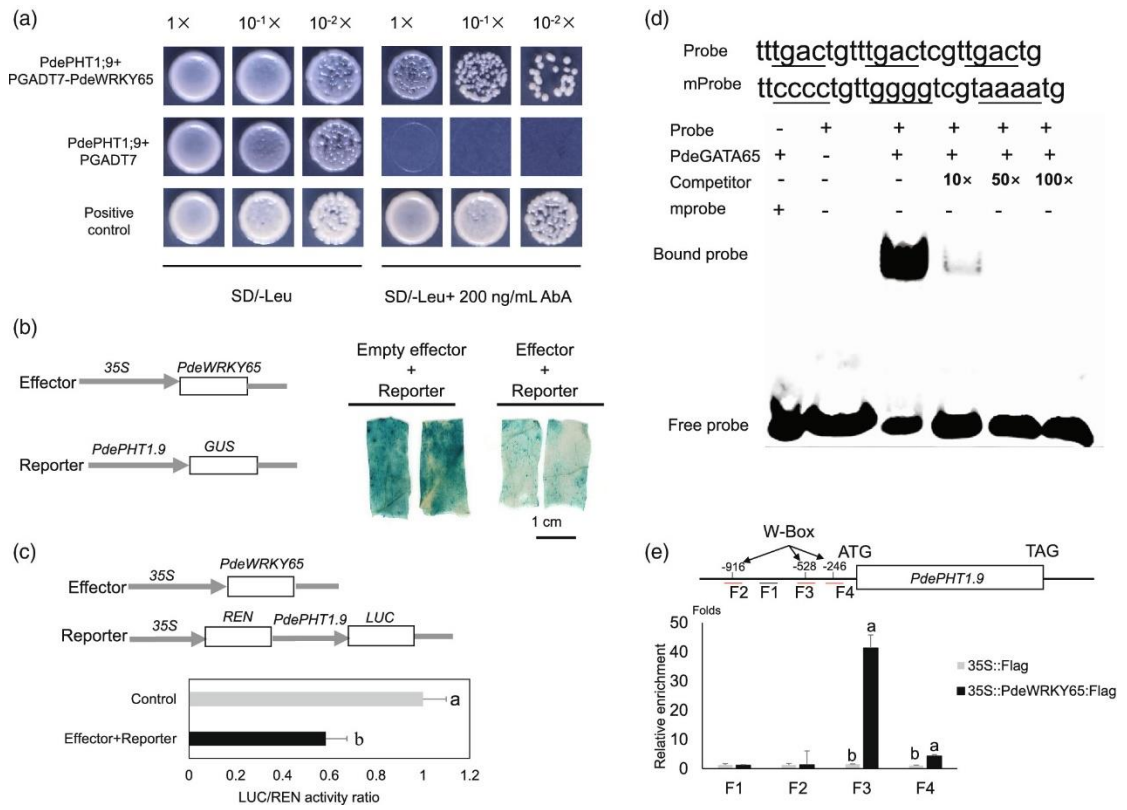 (a)
1× 10⁻¹× 10⁻²× 1× 10⁻¹× 10⁻²×
PdePHT1;9+
PGADT7-PdeWRKY65
PdePHT1;9+
PGADT7
Positive
control
SD/-Leu SD/-Leu+ 200 ng/mL AbA
(b)
Effector 35S PdeWRKY65
Reporter PdePHT1.9 GUS
Empty effector
+
Reporter
Effector
+
Reporter
1 cm
(c)
Effector 35S PdeWRKY65
Reporter 35S REN PdePHT1.9 LUC
Control a
Effector+Reporter b
0 0.2 0.4 0.6 0.8 1 1.2
LUC/REN activity ratio
(d)
Probe tttgactgtttgactcgttgactg
mProbe ttcccctgttggggtcgtaaaatg
Probe - + + + + +
PdeGATA65 + - + + + +
Competitor - - - 10× 50× 100×
mprobe + - - - - -
Bound probe
Free probe
(e)
W-Box
ATG TAG
-916 -528 -246
PdePHT1.9
F2 F1 F3 F4
Folds
Relative enrichment
50
40
30
20
10
0
b a b a
F1 F2 F3 F4
35S::Flag
35S::PdeWRKY65:Flag